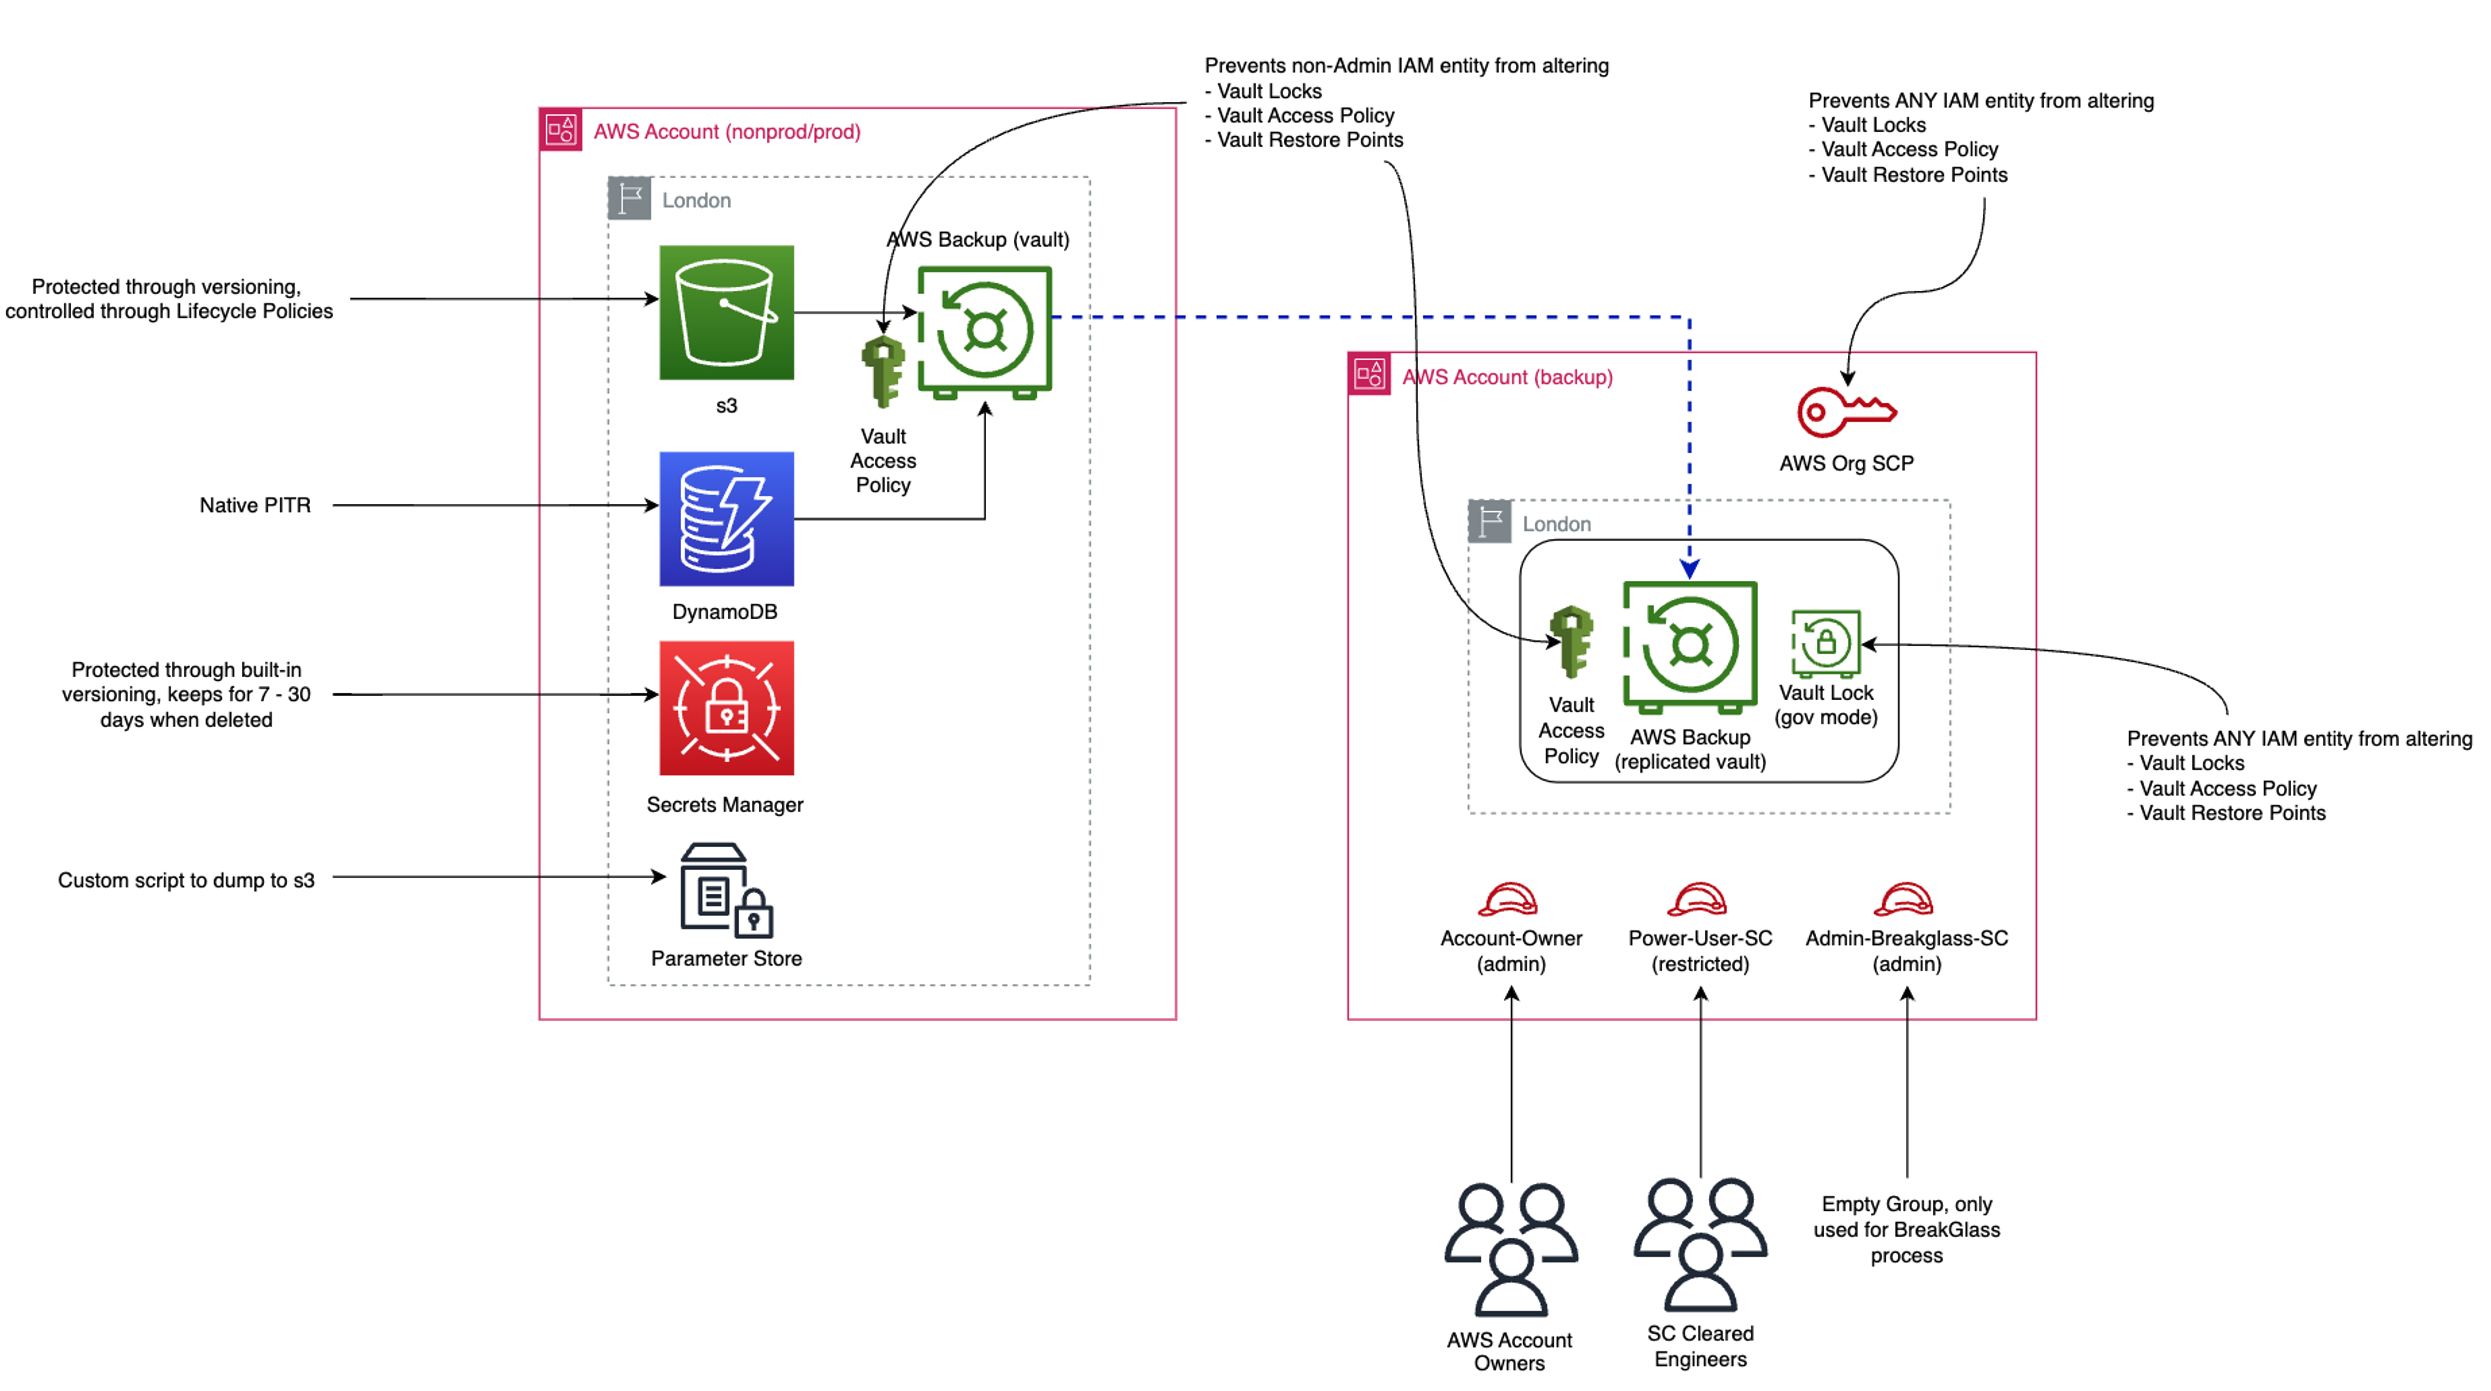 Prevents non-Admin IAM entity from altering
- Vault Locks
- Vault Access Policy
- Vault Restore Points
Prevents ANY IAM entity from altering
- Vault Locks
- Vault Access Policy
- Vault Restore Points
AWS Account (nonprod/prod)
London
AWS Backup (vault)
Protected through versioning,
controlled through Lifecycle Policies
s3
Vault
Access
Policy
Native PITR
DynamoDB
Protected through built-in
versioning, keeps for 7 - 30
days when deleted
Secrets Manager
Custom script to dump to s3
Parameter Store
AWS Account (backup)
AWS Org SCP
London
Vault
Access
Policy
AWS Backup
(replicated vault)
Vault Lock
(gov mode)
Prevents ANY IAM entity from altering
- Vault Locks
- Vault Access Policy
- Vault Restore Points
Account-Owner
(admin)
Power-User-SC
(restricted)
Admin-Breakglass-SC
(admin)
AWS Account
Owners
SC Cleared
Engineers
Empty Group, only
used for BreakGlass
process